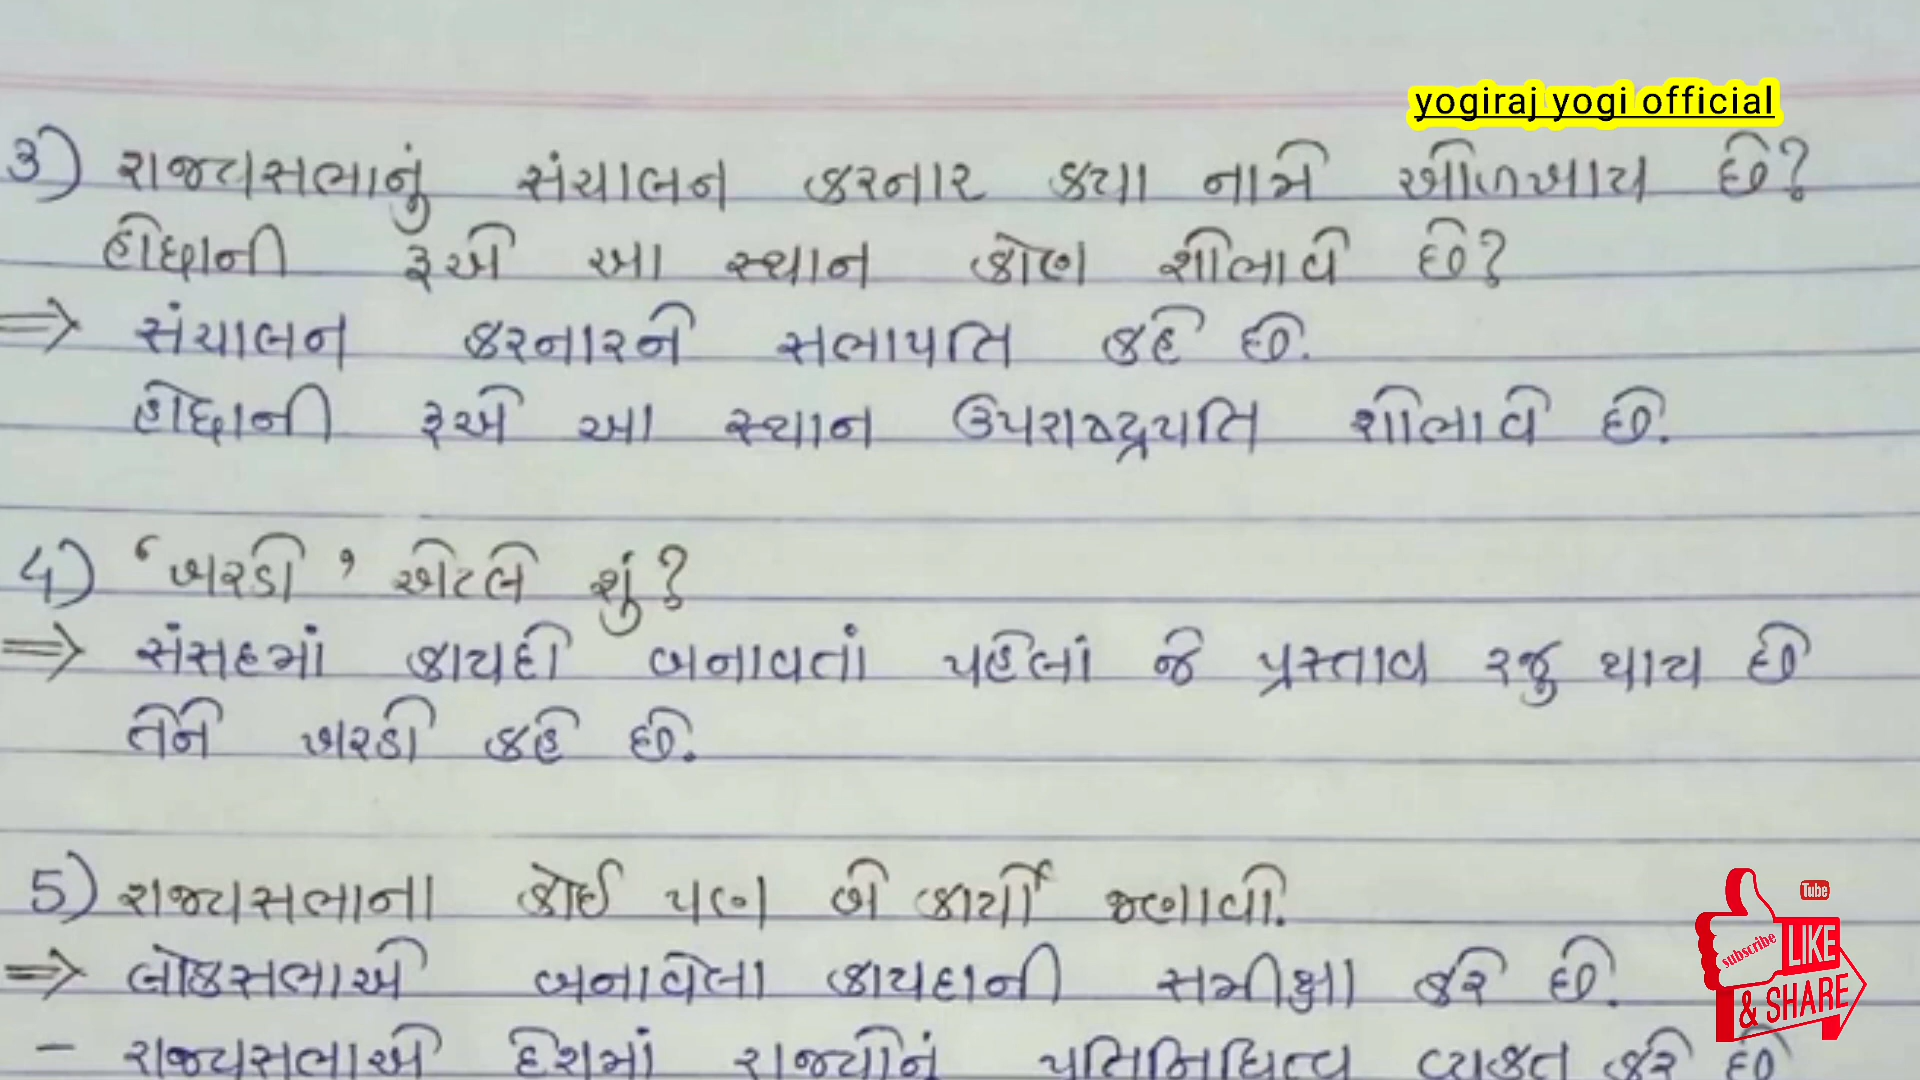 yogiraj yogi official
3) રાજ્યસભાનું સંચાલન કરનાર કયા નામે ઓળખાય છે?
હોદ્દાની રૂએ આ સ્થાન કોણ શોભાવે છે?
⇒ સંચાલન કરનારને સભાપતિ કહે છે.
હોદ્દાની રૂએ આ સ્થાન ઉપરાષ્ટ્રપતિ શોભાવે છે.
4) 'ખરડો' એટલે શું?
⇒ સંસદમાં કાયદો બનાવતાં પહેલાં જે પ્રસ્તાવ રજુ થાય છે
તેને ખરડો કહે છે.
5) રાજ્યસભાના કોઈ પણ બે કાર્યો જણાવો.
⇒ લોકસભાએ બનાવેલા કાયદાની સમીક્ષા કરે છે.
- રાજ્યસભાએ દેશમાં રાજ્યોનું પ્રતિનિધિત્વ વ્યક્ત કરે છે
Tube
subscribe LIKE
& SHARE